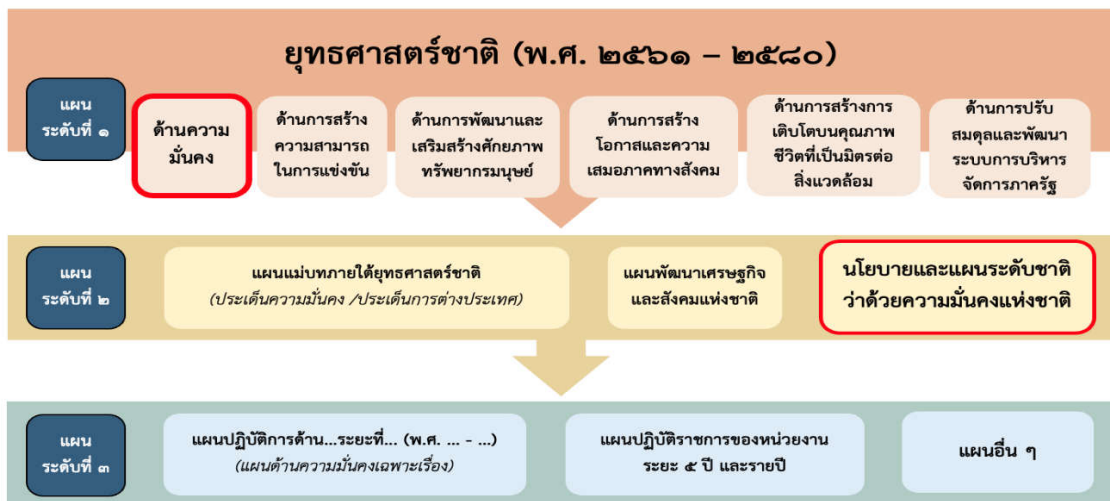 ยุทธศาสตร์ชาติ (พ.ศ. ๒๕๖๑ – ๒๕๘๐)
แผน
ระดับที่ ๑
ด้านความ
มั่นคง
ด้านการสร้าง
ความสามารถ
ในการแข่งขัน
ด้านการพัฒนาและ
เสริมสร้างศักยภาพ
ทรัพยากรมนุษย์
ด้านการสร้าง
โอกาสและความ
เสมอภาคทางสังคม
ด้านการสร้างการ
เติบโตบนคุณภาพ
ชีวิตที่เป็นมิตรต่อ
สิ่งแวดล้อม
ด้านการปรับ
สมดุลและพัฒนา
ระบบการบริหาร
จัดการภาครัฐ
แผน
ระดับที่ ๒
แผนแม่บทภายใต้ยุทธศาสตร์ชาติ
(ประเด็นความมั่นคง /ประเด็นการต่างประเทศ)
แผนพัฒนาเศรษฐกิจ
และสังคมแห่งชาติ
นโยบายและแผนระดับชาติ
ว่าด้วยความมั่นคงแห่งชาติ
แผน
ระดับที่ ๓
แผนปฏิบัติการด้าน...ระยะที่... (พ.ศ. ... - ...)
(แผนด้านความมั่นคงเฉพาะเรื่อง)
แผนปฏิบัติราชการของหน่วยงาน
ระยะ ๕ ปี และรายปี
แผนอื่น ๆ